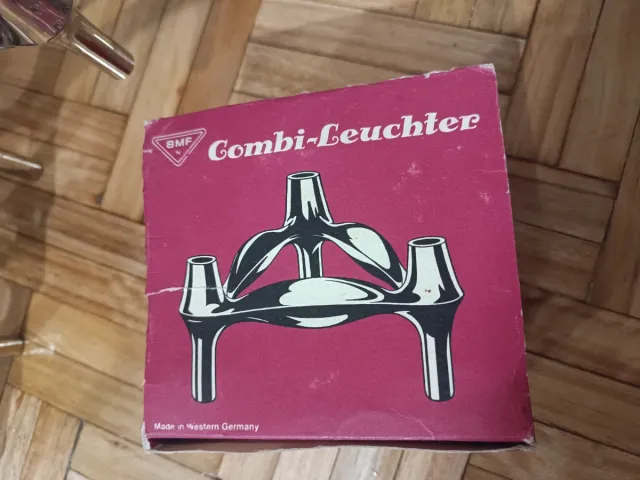 BMF
Combi-Leuchter
Made in Western Germany